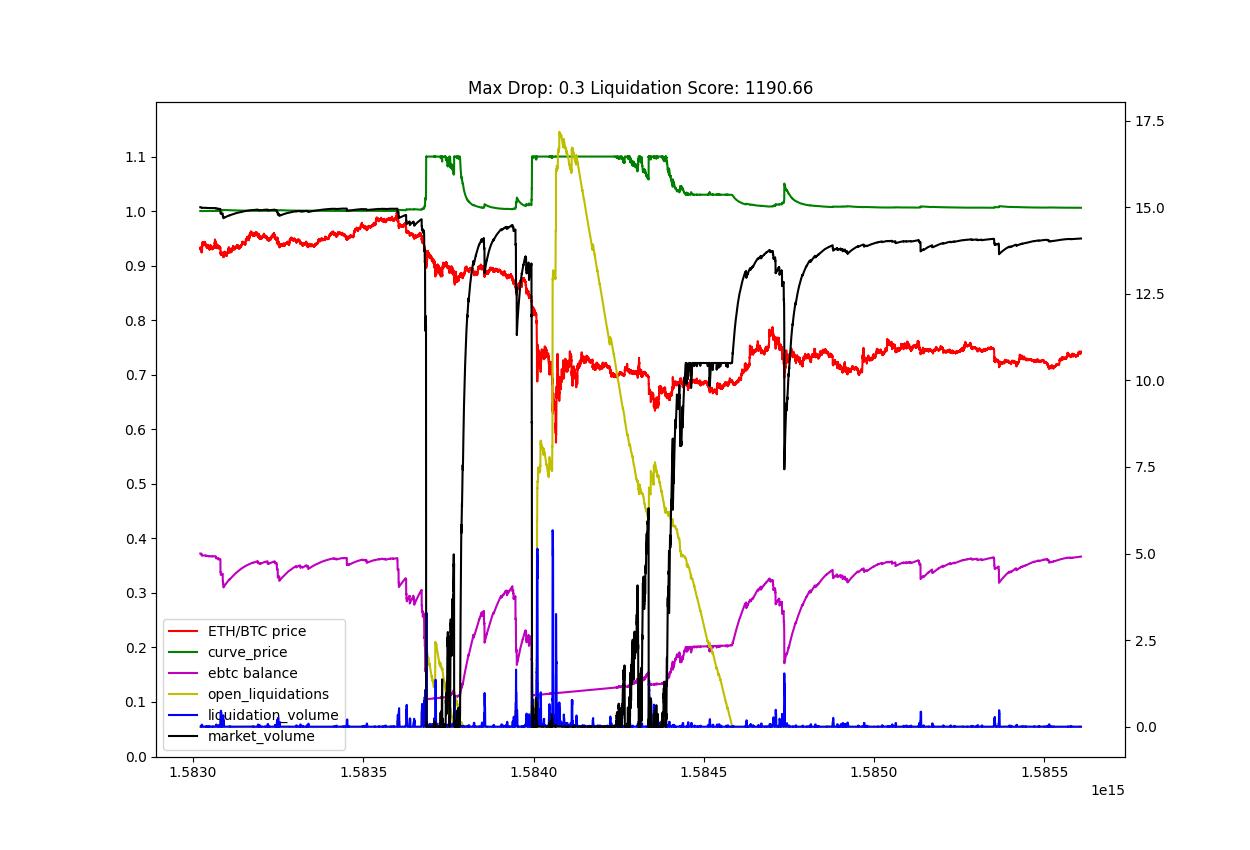 Max Drop: 0.3 Liquidation Score: 1190.66
1.1
1.0
0.9
0.8
0.7
0.6
0.5
0.4
0.3
0.2
0.1
0.0
17.5
15.0
12.5
10.0
7.5
5.0
2.5
0.0
ETH/BTC price
curve_price
ebtc balance
open_liquidations
liquidation_volume
market_volume
1.5830 1.5835 1.5840 1.5845 1.5850 1.5855
1e15